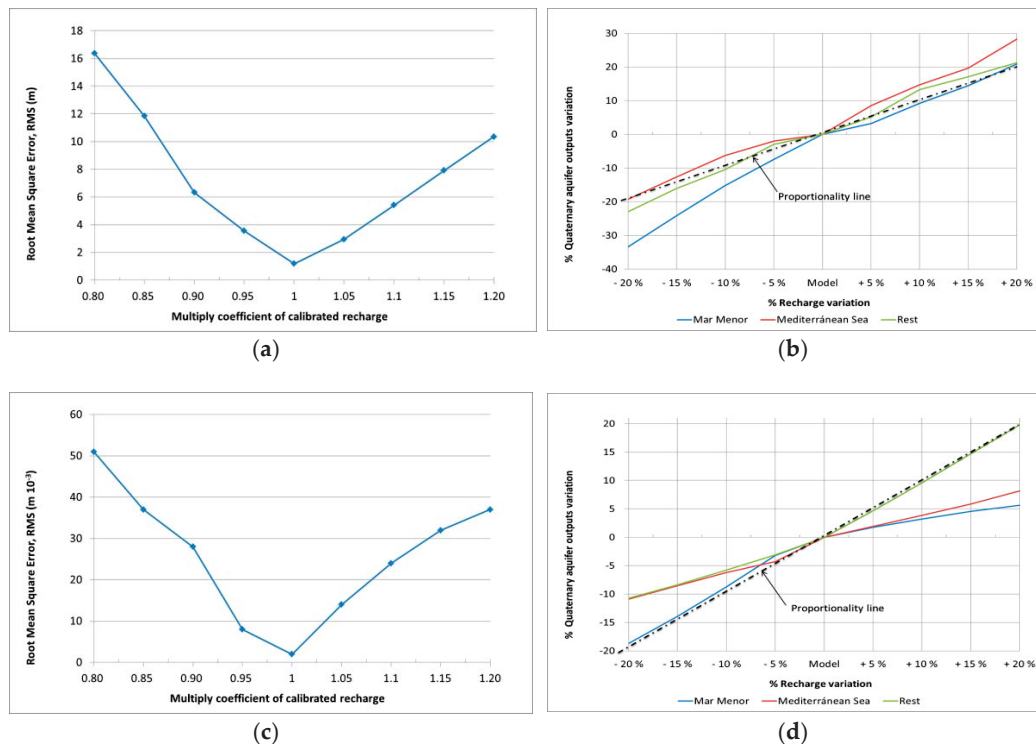 Root Mean Square Error, RMS (m)
18
16
14
12
10
8
6
4
2
0
0.80 0.85 0.90 0.95 1 1.05 1.1 1.15 1.20
Multiply coefficient of calibrated recharge
(a)
% Quaternary aquifer outputs variation
30
20
10
0
-10
-20
-30
-40
Proportionality line
- 20 % - 15% - 10 % - 5 % Model + 5 % + 10 % + 15 % + 20 %
% Recharge variation
Mar Menor Mediterránean Sea Rest
(b)
Root Mean Square Error, RMS (m 10⁻³)
60
50
40
30
20
10
0
0.80 0.85 0.90 0.95 1 1.05 1.1 1.15 1.20
Multiply coefficient of calibrated recharge
(c)
% Quaternary aquifer outputs variation
20
15
10
5
0
-5
-10
-15
-20
Proportionality line
- 20 % - 15% - 10 % - 5 % Model + 5 % + 10 % + 15 % + 20 %
% Recharge variation
Mar Menor Mediterránean Sea Rest
(d)